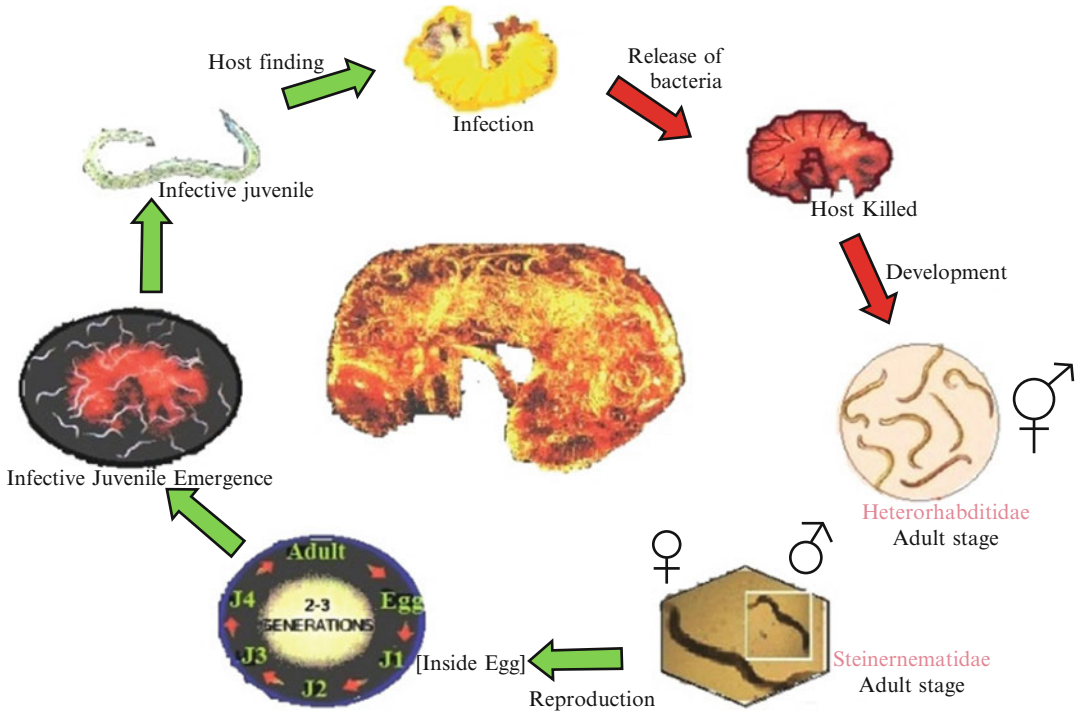 Host finding
Infection
Release of
bacteria
Infective juvenile
Host Killed
Development
Heterorhabditidae
Adult stage
Steinernematidae
Adult stage
Reproduction
[Inside Egg]
Adult
Egg
J1
J2
J3
J4
2-3
GENERATIONS
Infective Juvenile Emergence